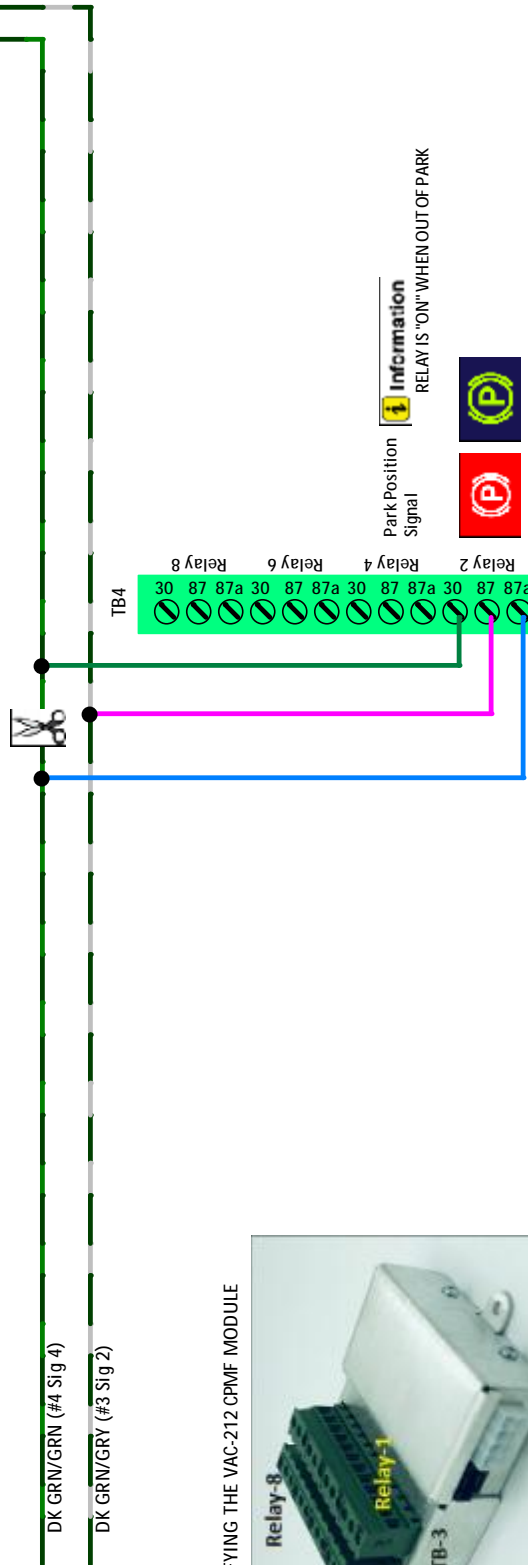 TB4
30 87 87a 30 87 87a 30 87 87a 30 87 87a
Relay 8
Relay 6
Relay 4
Relay 2
Park Position
Signal
i Information
RELAY IS "ON" WHEN OUT OF PARK
P
P
DK GRN/GRN (#4 Sig 4)
DK GRN/GRY (#3 Sig 2)
THE VAC-212 CPMF MODULE
Relay-8
Relay-1
TB-3